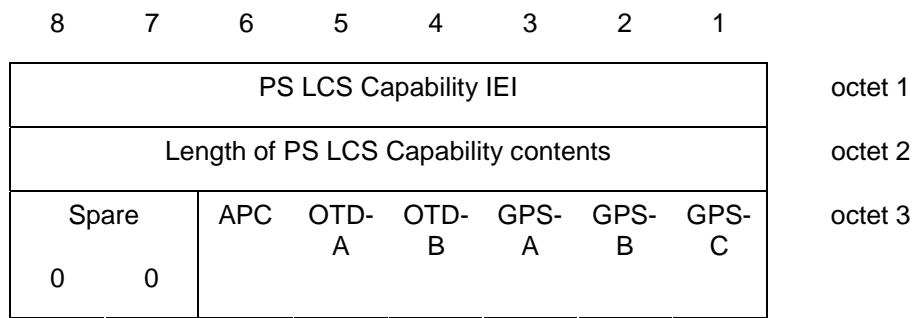 8 7 6 5 4 3 2 1
PS LCS Capability IEI octet 1
Length of PS LCS Capability contents octet 2
Spare APC OTD- OTD- GPS- GPS- GPS- octet 3
A B A B C
0 0